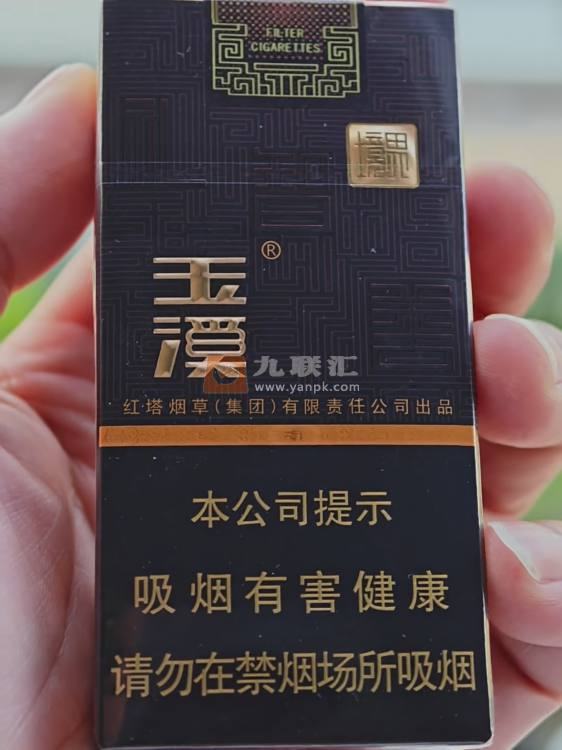 FILTER
CIGARETTES
境界
玉溪®
九联汇
www.yanpk.com
红塔烟草(集团)有限责任公司出品
本公司提示
吸烟有害健康
请勿在禁烟场所吸烟